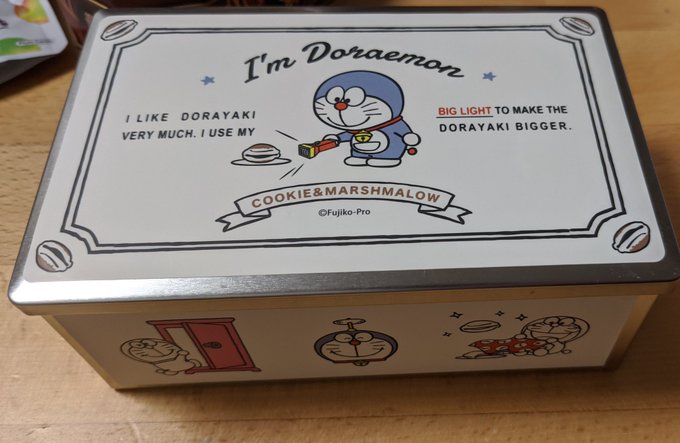 I'm Doraemon
I LIKE DORAYAKI
VERY MUCH. I USE MY
BIG LIGHT TO MAKE THE
DORAYAKI BIGGER.
COOKIE&MARSHMALOW
©Fujiko-Pro